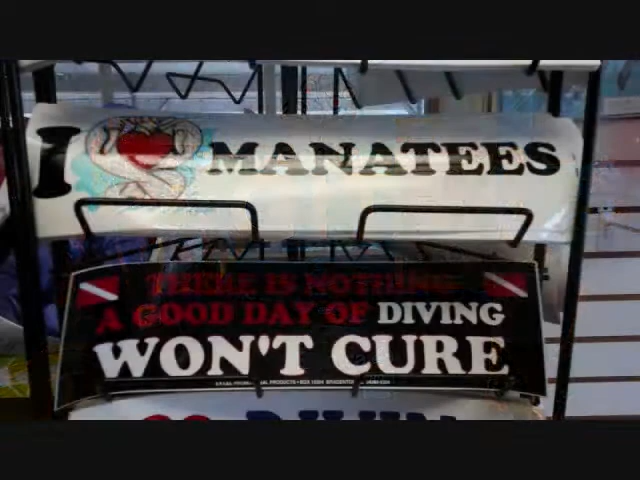 I MANATEES
THERE IS NOTHING
A GOOD DAY OF DIVING
WON'T CURE